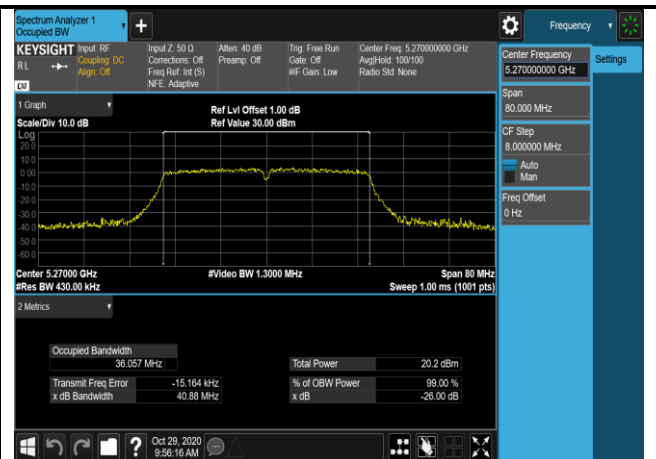 Spectrum Analyzer 1
Occupied BW
Frequency
KEYSIGHT
RL
LXI
Input: RF
Coupling: DC
Align: Off
Input Z: 50 Ω
Corrections: Off
Freq Ref: Int (S)
NFE: Adaptive
Atten: 40 dB
Preamp: Off
Trig: Free Run
Gate: Off
#IF Gain: Low
Center Freq: 5.270000000 GHz
Avg|Hold: 100/100
Radio Std: None
Center Frequency
5.270000000 GHz
Settings
Span
80.000 MHz
CF Step
8.000000 MHz
Auto
Man
Freq Offset
0 Hz
1 Graph
Scale/Div 10.0 dB
Ref Lvl Offset 1.00 dB
Ref Value 30.00 dBm
Log
20.0
10.0
0.00
-10.0
-20.0
-30.0
-40.0
-50.0
-60.0
Center 5.27000 GHz
#Video BW 1.3000 MHz
Span 80 MHz
#Res BW 430.00 kHz
Sweep 1.00 ms (1001 pts)
2 Metrics
Occupied Bandwidth
36.057 MHz
Total Power 20.2 dBm
Transmit Freq Error -15.164 kHz
% of OBW Power 99.00 %
x dB Bandwidth 40.88 MHz
x dB -26.00 dB
?
Oct 29, 2020
9:56:16 AM